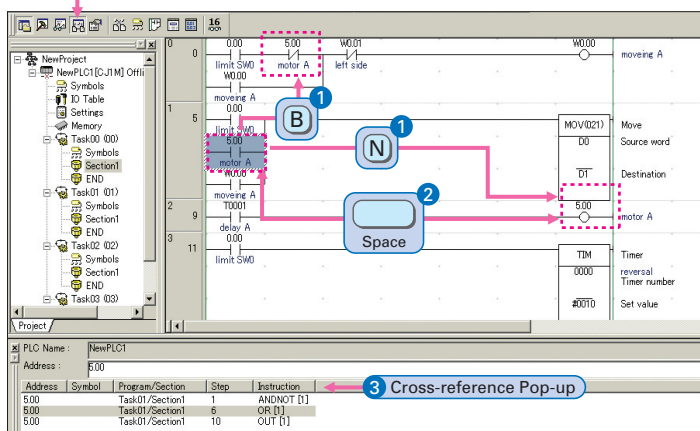 16
NewProject
NewPLC1[CJ1M] Offli
Symbols
IO Table
Settings
Memory
Task00 (00)
Symbols
Section1
END
Task01 (01)
Symbols
Section1
END
Task02 (02)
Symbols
Section1
END
Task03 (03)
Project
0
0
0.00
limit SW0
5.00
motor A
W0.01
left side
W0.00
moveing A
W0.00
moveing A
1
5
0.00
limit SW0
MOV(021)
Move
D0
Source word
D1
Destination
5.00
motor A
W0.00
moveing A
B
1
N
1
2
Space
2
9
T0001
delay A
5.00
motor A
3
11
0.00
limit SW0
TIM
Timer
0000
reversal
Timer number
#0010
Set value
PLC Name :
NewPLC1
Address :
5.00
Address Symbol Program/Section Step Instruction
3 Cross-reference Pop-up
5.00 Task01/Section1 1 ANDNOT [1]
5.00 Task01/Section1 6 OR [1]
5.00 Task01/Section1 10 OUT [1]